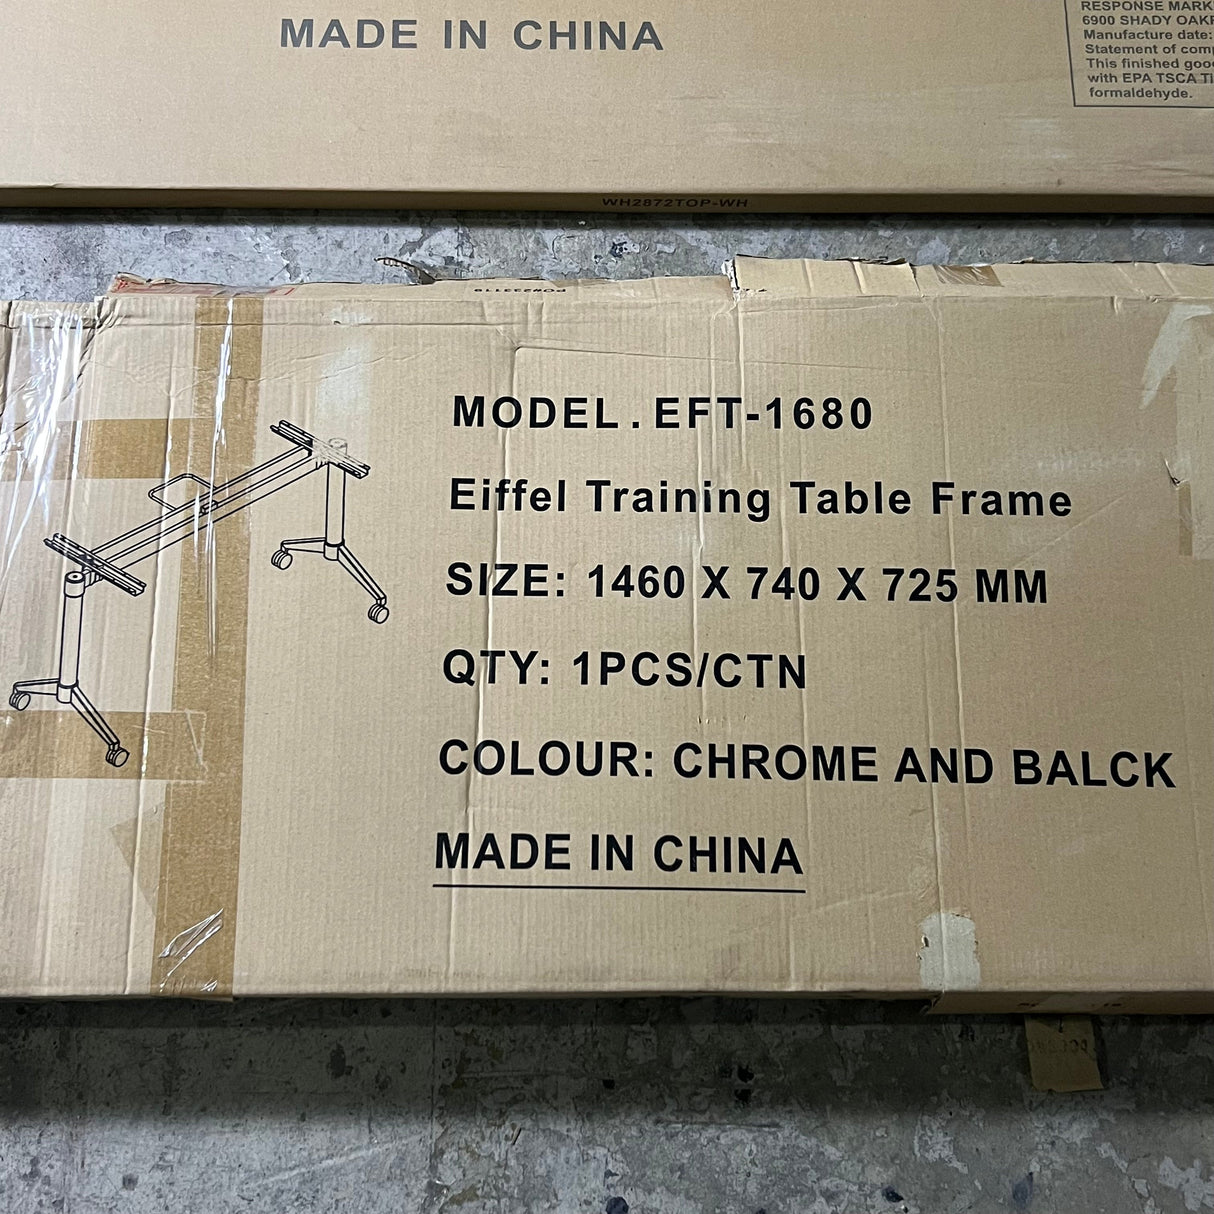 MADE IN CHINA
RESPONSE MARK
6900 SHADY OAK
Manufacture date:
Statement of comp
This finished goo
with EPA TSCA Ti
formaldehyde.
WH2872TOP-WH
MODEL.EFT-1680
Eiffel Training Table Frame
SIZE: 1460 X 740 X 725 MM
QTY: 1PCS/CTN
COLOUR: CHROME AND BALCK
MADE IN CHINA